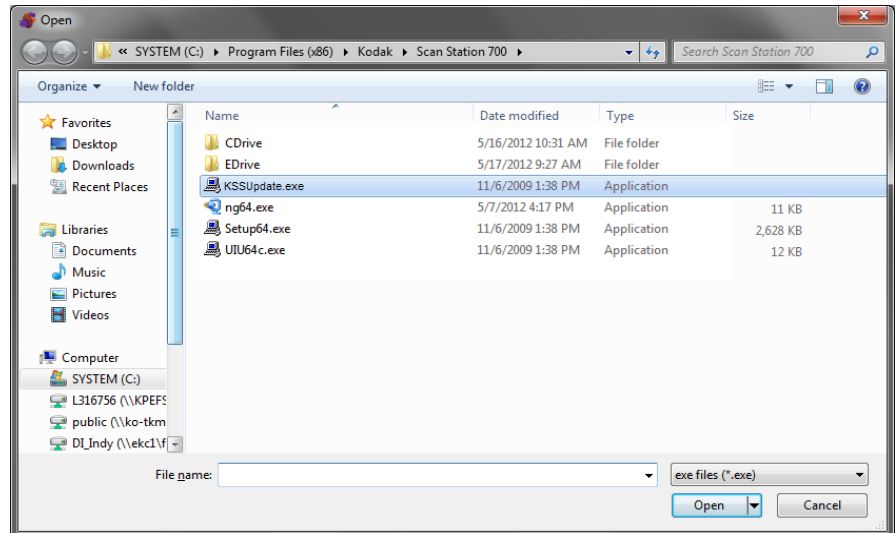 Open
« SYSTEM (C:) Program Files (x86) Kodak Scan Station 700
Search Scan Station 700
Organize New folder
Favorites
Desktop
Downloads
Recent Places
Libraries
Documents
Music
Pictures
Videos
Computer
SYSTEM (C:)
L316756 (\\KPEFS
public (\\ko-tkm
DI_Indy (\\ekc1\f
Name Date modified Type Size
CDrive 5/16/2012 10:31 AM File folder
EDrive 5/17/2012 9:27 AM File folder
KSSUpdate.exe 11/6/2009 1:38 PM Application
ng64.exe 5/7/2012 4:17 PM Application 11 KB
Setup64.exe 11/6/2009 1:38 PM Application 2,628 KB
UIU64c.exe 11/6/2009 1:38 PM Application 12 KB
File name: exe files (*.exe)
Open Cancel